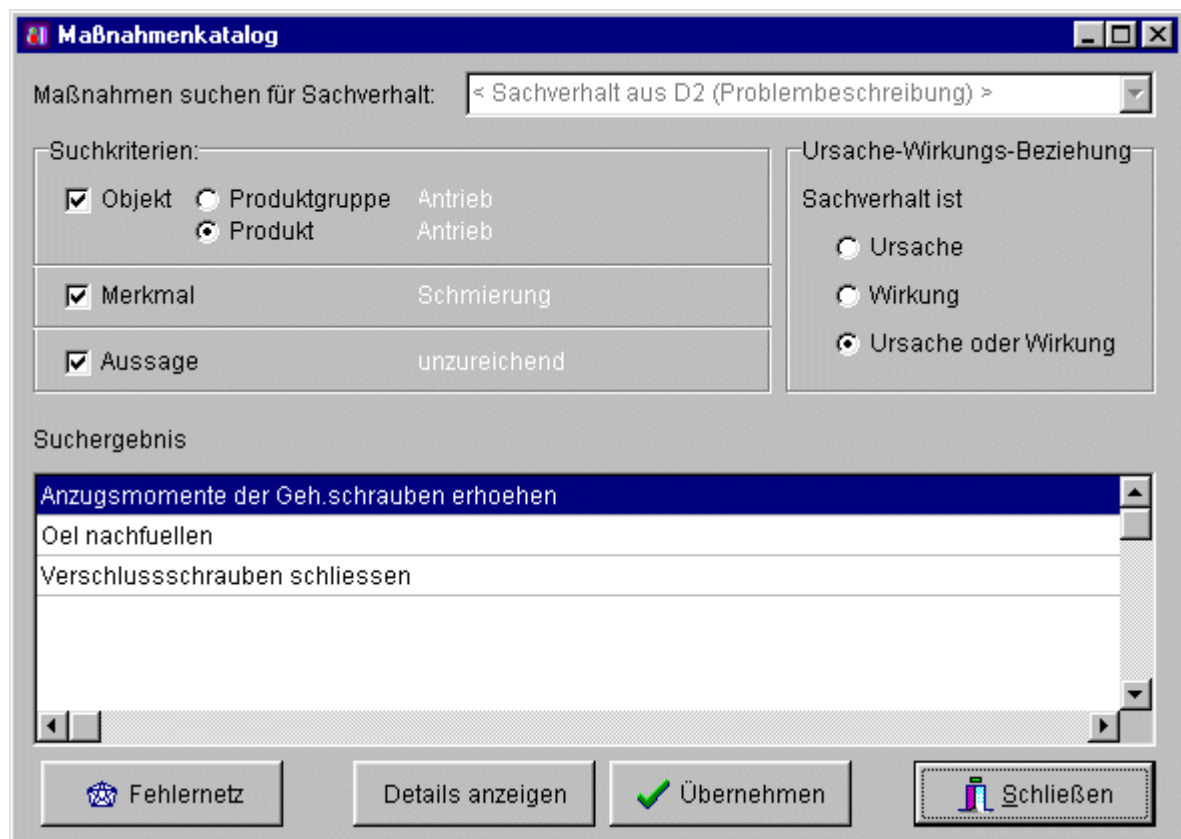 Maßnahmenkatalog
Maßnahmen suchen für Sachverhalt: < Sachverhalt aus D2 (Problembeschreibung) >
Suchkriterien:
Objekt Produktgruppe Antrieb
Produkt Antrieb
Merkmal Schmierung
Aussage unzureichend
Ursache-Wirkungs-Beziehung
Sachverhalt ist
Ursache
Wirkung
Ursache oder Wirkung
Suchergebnis
Anzugsmomente der Geh.schrauben erhoehen
Oel nachfuellen
Verschlussschrauben schliessen
Fehlernetz Details anzeigen Übernehmen Schließen